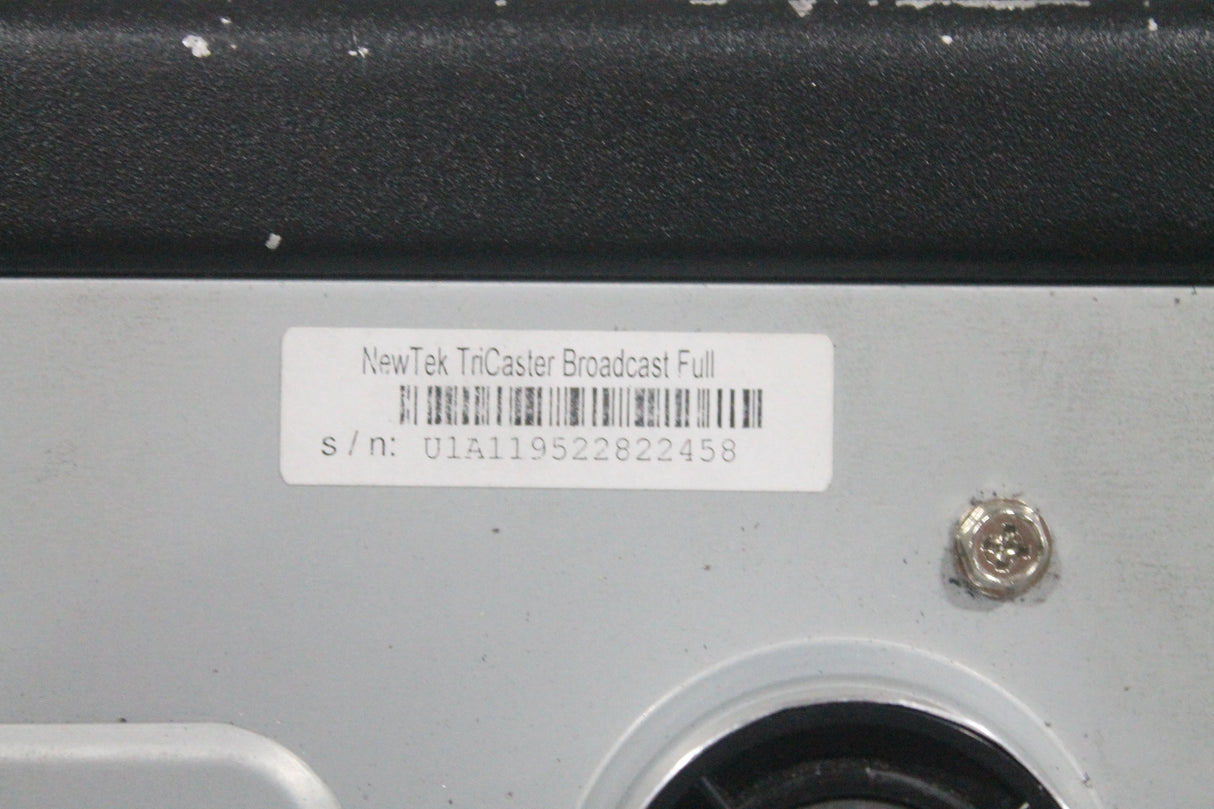 NewTek TriCaster Broadcast Full
s/n: U1A119522822458